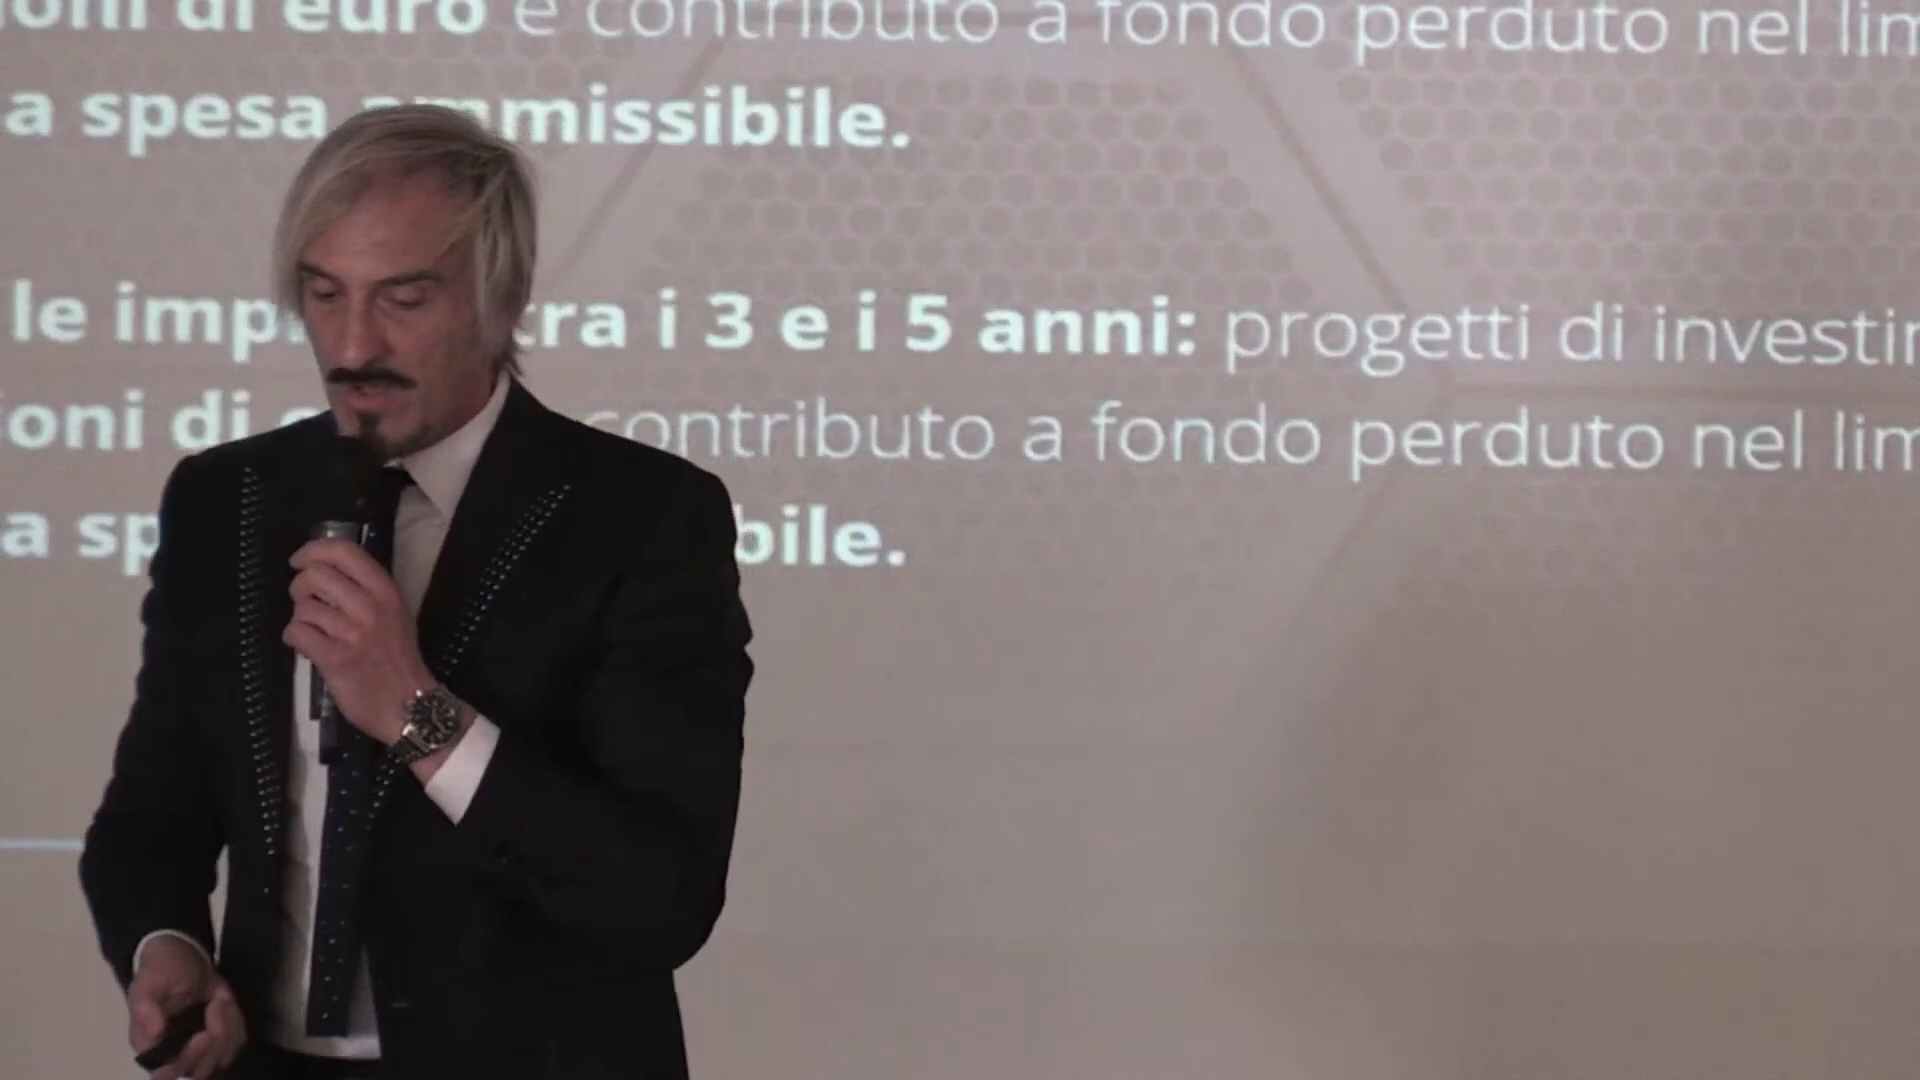 oni di euro e contributo a fondo perduto nel lim
a spesa ammissibile.
le imp tra i 3 e i 5 anni: progetti di investi
ioni di contributo a fondo perduto nel lim
a sp bile.